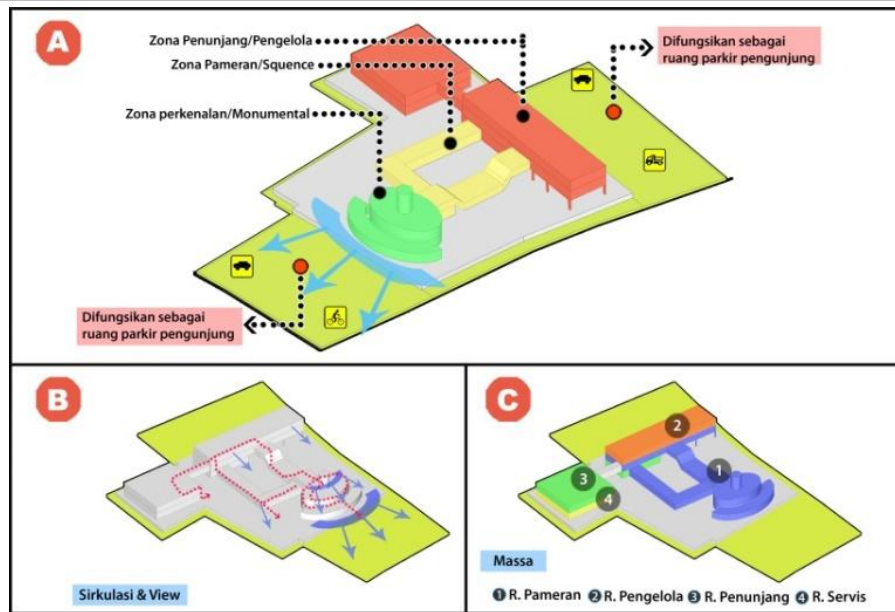 A
Zona Penunjang/Pengelola
Zona Pameran/Squence
Zona perkenalan/Monumental
Difungsikan sebagai
ruang parkir pengunjung
Difungsikan sebagai
ruang parkir pengunjung
B
Sirkulasi & View
C
2
1
3
4
Massa
1 R. Pameran 2 R. Pengelola 3 R. Penunjang 4 R. Servis